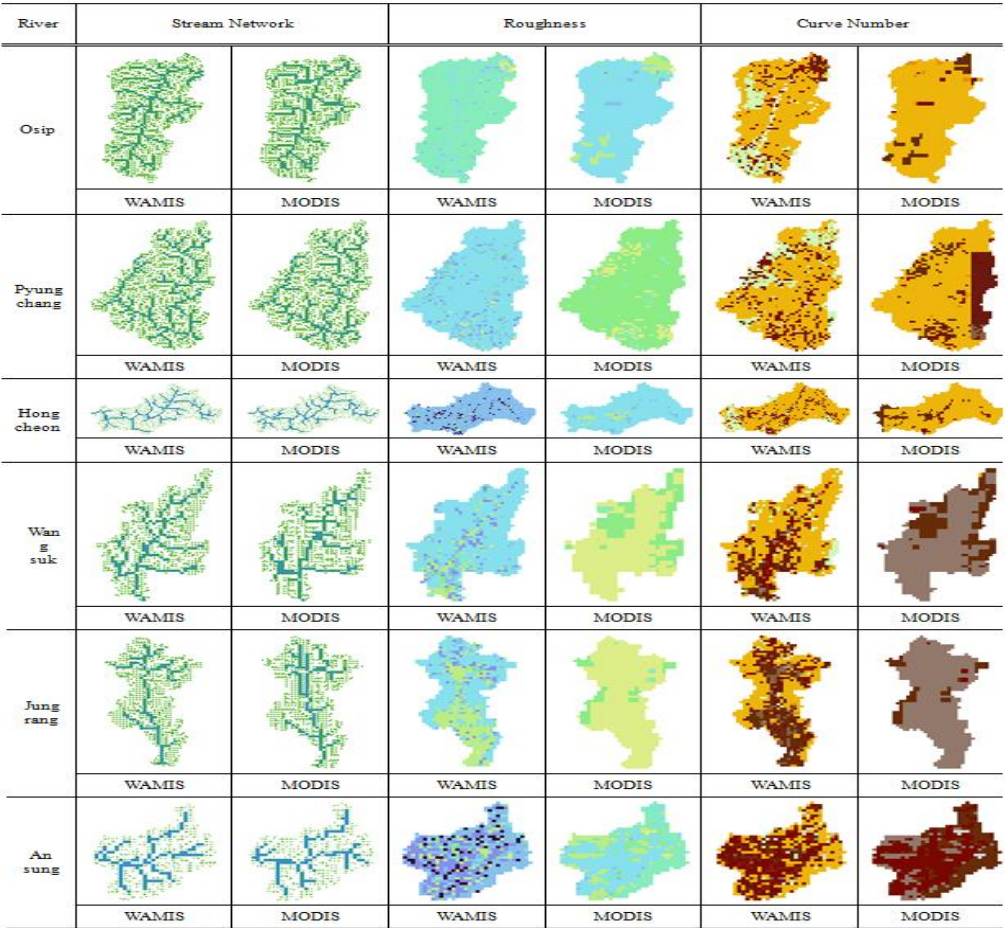 River Stream Network Roughness Curve Number
Osip
WAMIS MODIS WAMIS MODIS WAMIS MODIS
Pyung
chang
WAMIS MODIS WAMIS MODIS WAMIS MODIS
Hong
cheon
WAMIS MODIS WAMIS MODIS WAMIS MODIS
Wan
g
suk
WAMIS MODIS WAMIS MODIS WAMIS MODIS
Jung
rang
WAMIS MODIS WAMIS MODIS WAMIS MODIS
An
sung
WAMIS MODIS WAMIS MODIS WAMIS MODIS